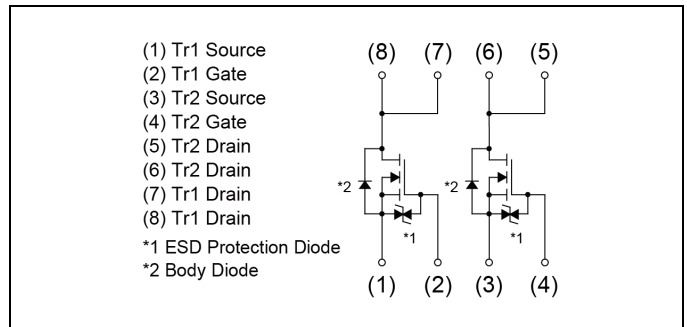 (1) Tr1 Source
(2) Tr1 Gate
(3) Tr2 Source
(4) Tr2 Gate
(5) Tr2 Drain
(6) Tr2 Drain
(7) Tr1 Drain
(8) Tr1 Drain
*1 ESD Protection Diode
*2 Body Diode
(8) (7) (6) (5)
*2 *2
*1 *1
(1) (2) (3) (4)